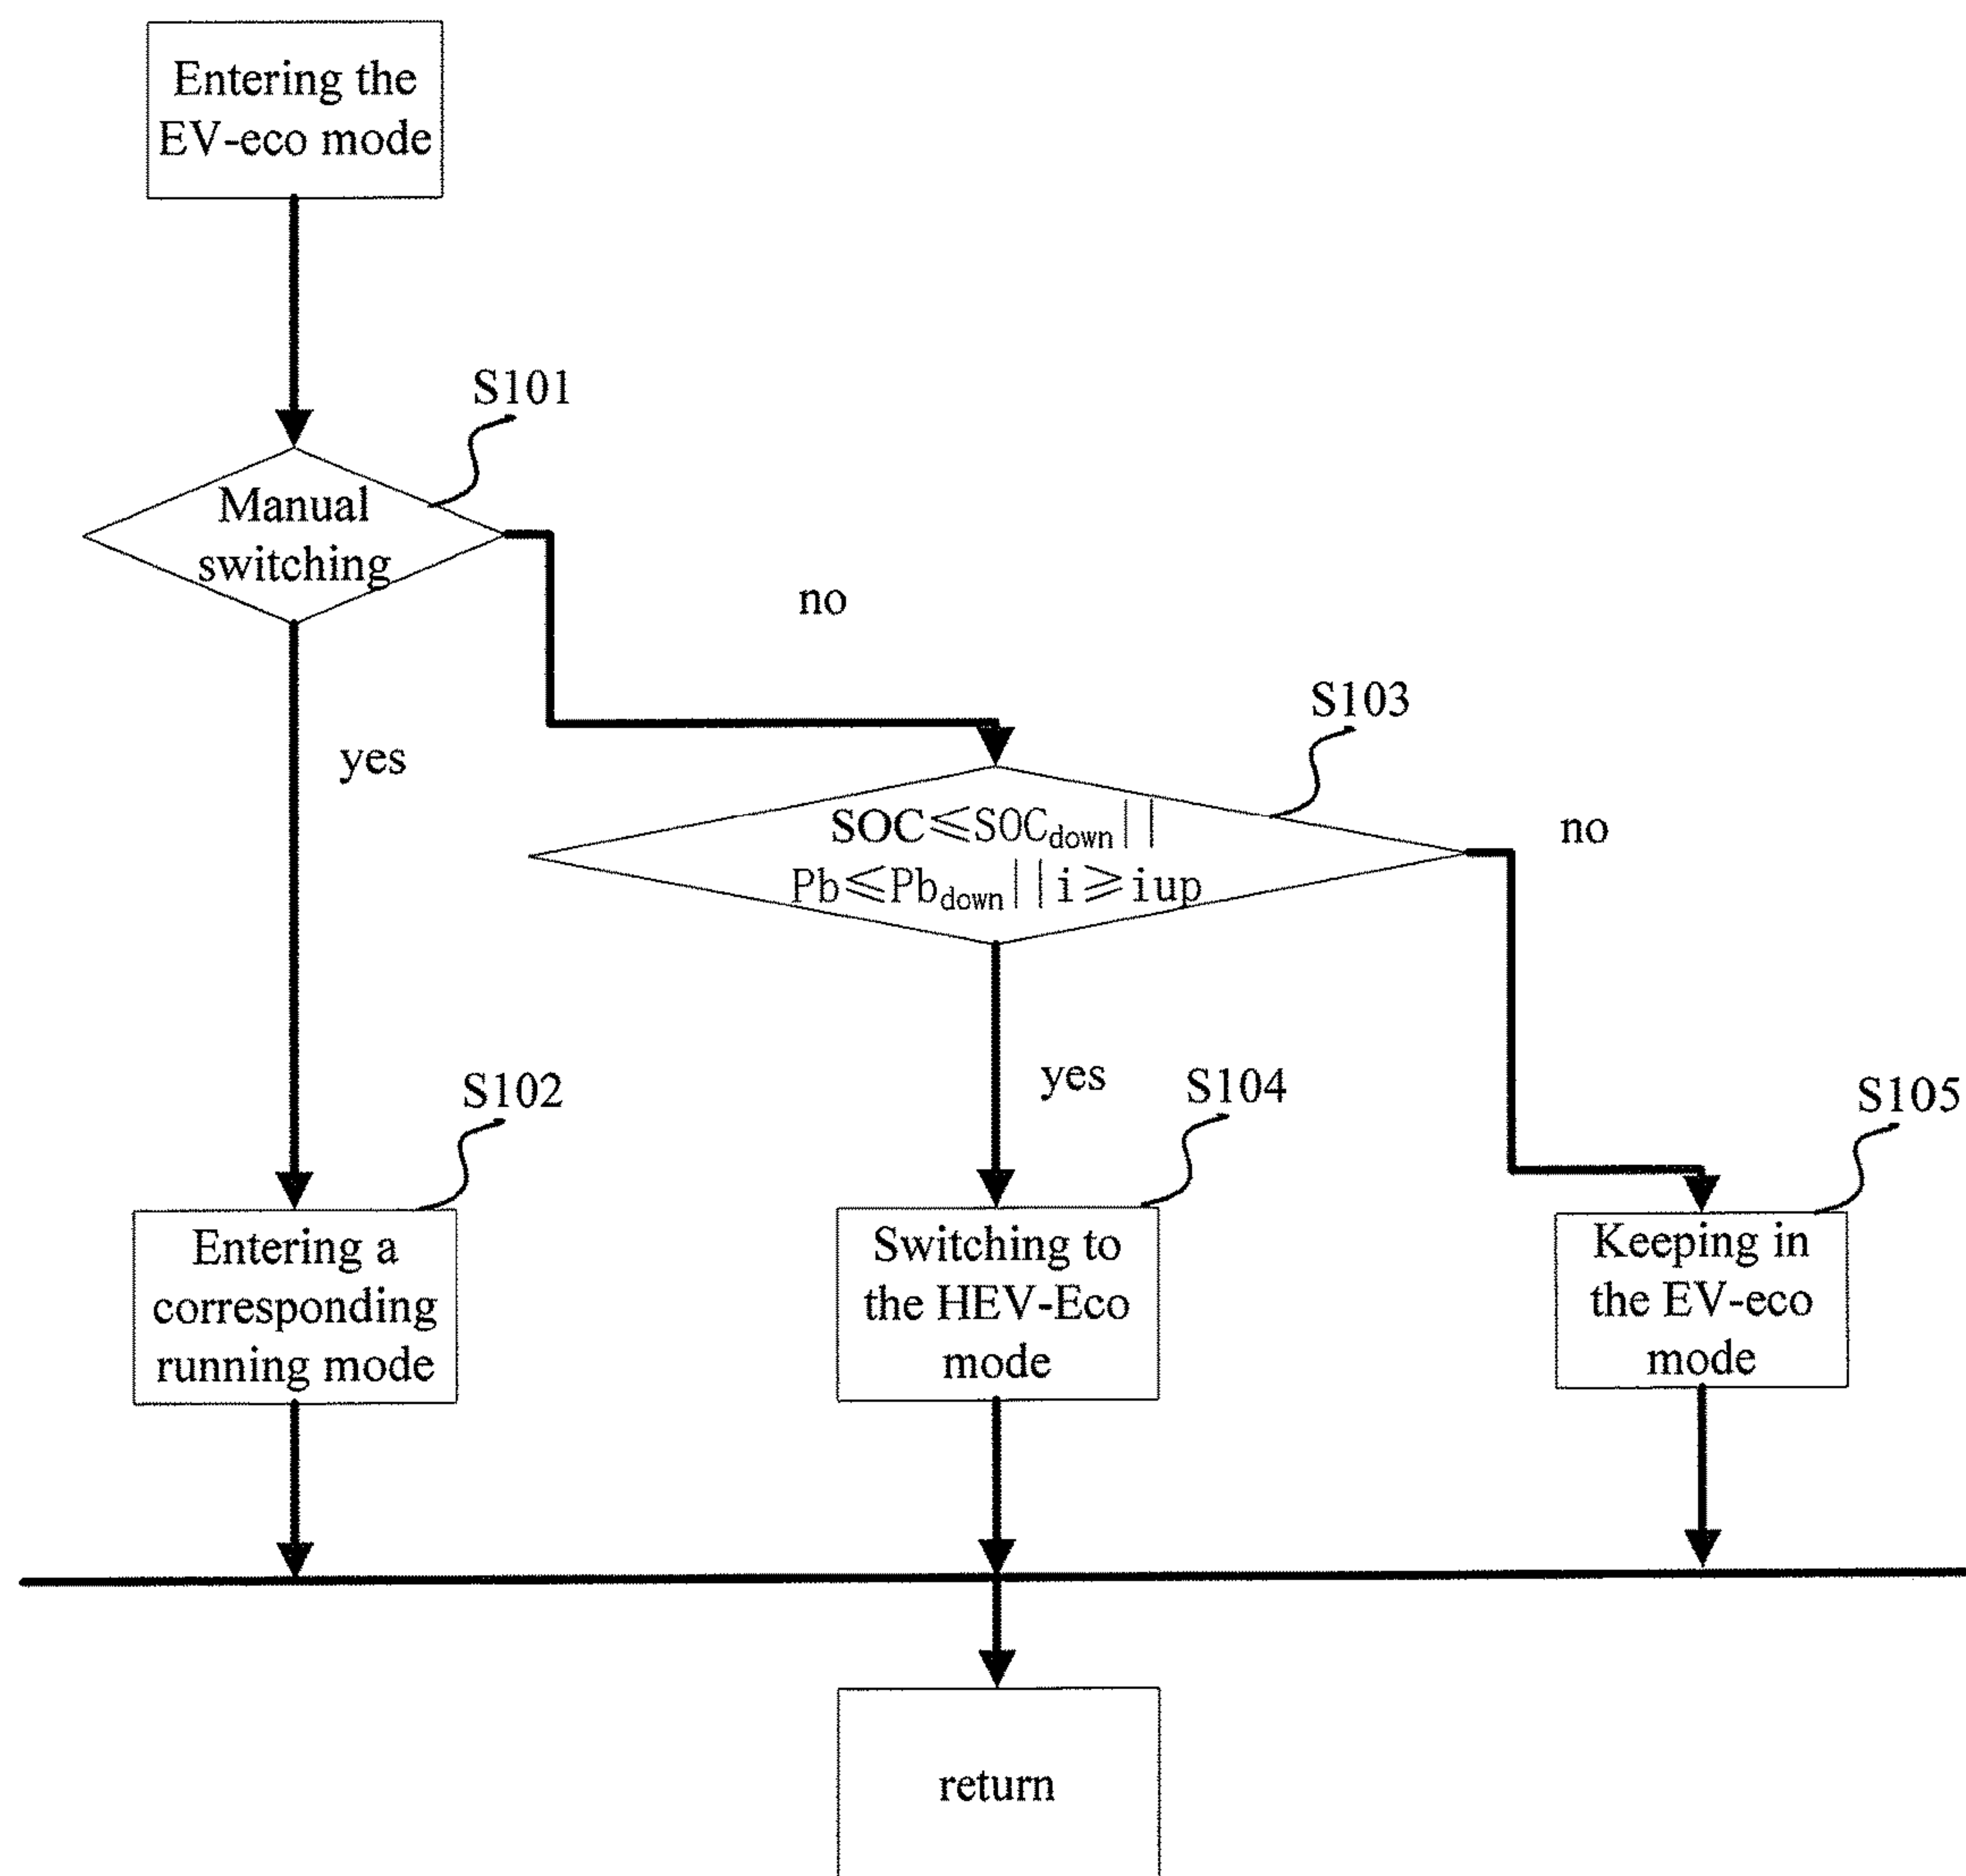 Entering the
EV-eco mode
S101
Manual
switching
no
S103
yes
SOC≤SOCdown||
Pb≤Pbdown||i≥iup
no
yes
S102
S104
S105
Entering a
corresponding
running mode
Switching to
the HEV-Eco
mode
Keeping in
the EV-eco
mode
return